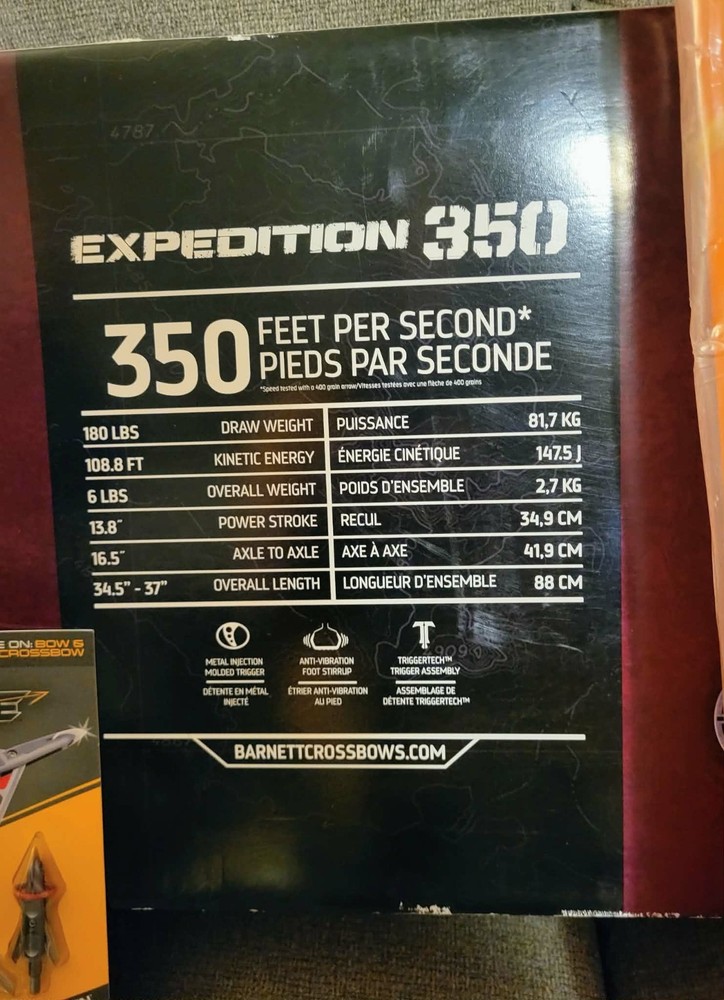 4787
EXPEDITION 350
350 FEET PER SECOND*
PIEDS PAR SECONDE
*Speed tested with a 400 grain arrow/Vitesses testées avec une flèche de 400 grains
180 LBS DRAW WEIGHT PUISSANCE 81,7 KG
108.8 FT KINETIC ENERGY ÉNERGIE CINÉTIQUE 147.5 J
6 LBS OVERALL WEIGHT POIDS D'ENSEMBLE 2,7 KG
13.8" POWER STROKE RECUL 34,9 CM
16.5" AXLE TO AXLE AXE À AXE 41,9 CM
34.5" - 37" OVERALL LENGTH LONGUEUR D'ENSEMBLE 88 CM
METAL INJECTION
MOLDED TRIGGER
DÉTENTE EN MÉTAL
INJECTÉ
ANTI-VIBRATION
FOOT STIRRUP
ÉTRIER ANTI-VIBRATION
AU PIED
TRIGGERTECH™
TRIGGER ASSEMBLY
ASSEMBLAGE DE
DÉTENTE TRIGGERTECH™
BARNETTCROSSBOWS.COM
ON: BOW &
CROSSBOW